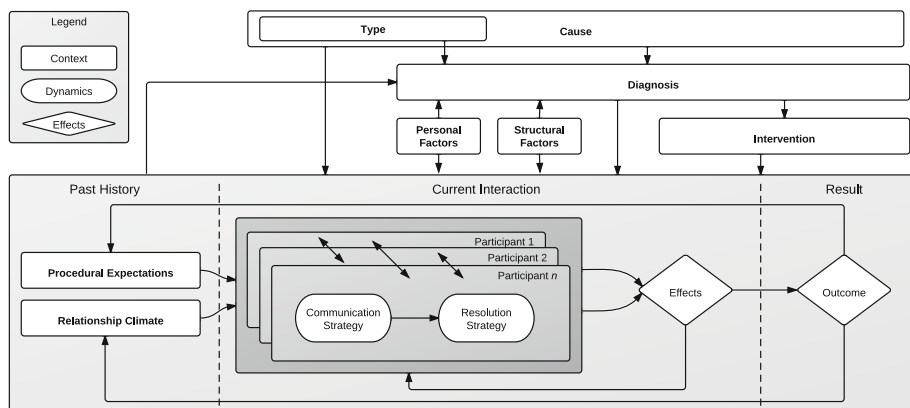 Legend
Context
Dynamics
Effects
Type
Cause
Diagnosis
Personal
Factors
Structural
Factors
Intervention
Past History
Current Interaction
Result
Procedural Expectations
Relationship Climate
Participant 1
Participant 2
Participant n
Communication
Strategy
Resolution
Strategy
Effects
Outcome